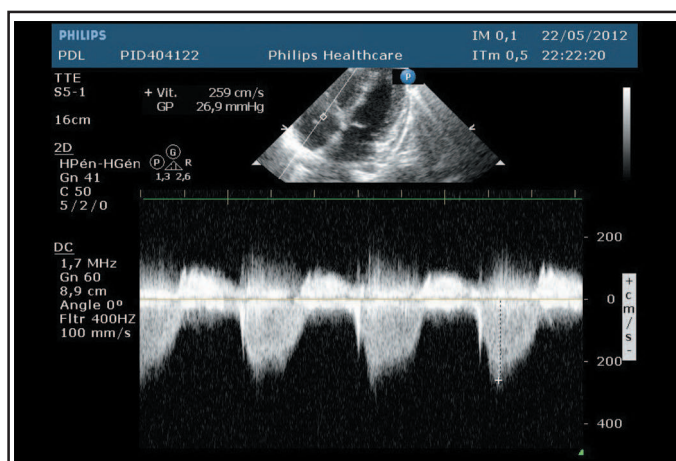 PHILIPS
IM 0,1 22/05/2012
PDL PID404122 Philips Healthcare ITm 0,5 22:22:20
TTE
S5-1
16cm
+ Vit. 259 cm/s
GP 26,9 mmHg
P
2D
HPén-HGén
Gn 41
C 50
5/2/0
G
P R
1,3 2,6
DC
1,7 MHz
Gn 60
8,9 cm
Angle 0°
Fltr 400HZ
100 mm/s
- 200
- 0
- 200
- 400
+
cm/s
-